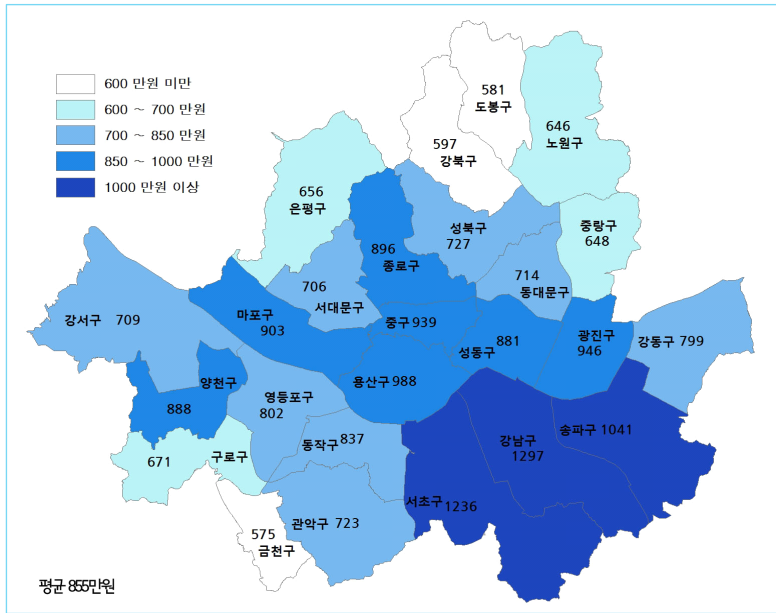 600 만원 미만
600 ~ 700 만원
700 ~ 850 만원
850 ~ 1000 만원
1000 만원 이상
581
도봉구
597
강북구
646
노원구
656
은평구
896
종로구
성북구
727
중랑구
648
706
서대문구
714
동대문구
강서구 709
마포구
903
중구 939
성동구 881
광진구
946
강동구 799
양천구
888
영등포구
802
용산구 988
671
구로구
동작구 837
강남구
1297
송파구 1041
서초구 1236
575
금천구
관악구 723
평균 855만원